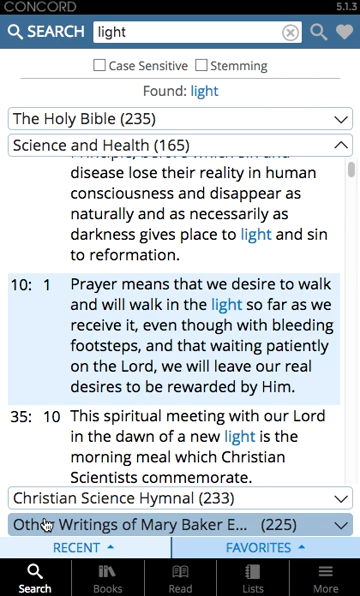 CONCORD 5.1.3
SEARCH light
Case Sensitive Stemming
Found: light
The Holy Bible (235)
Science and Health (165)
Principle, before which sin and
disease lose their reality in human
consciousness and disappear as
naturally and as necessarily as
darkness gives place to light and sin
to reformation.
10: 1 Prayer means that we desire to walk
and will walk in the light so far as we
receive it, even though with bleeding
footsteps, and that waiting patiently
on the Lord, we will leave our real
desires to be rewarded by Him.
35: 10 This spiritual meeting with our Lord
in the dawn of a new light is the
morning meal which Christian
Scientists commemorate.
Christian Science Hymnal (233)
Other Writings of Mary Baker E... (225)
RECENT FAVORITES
Search Books Read Lists More